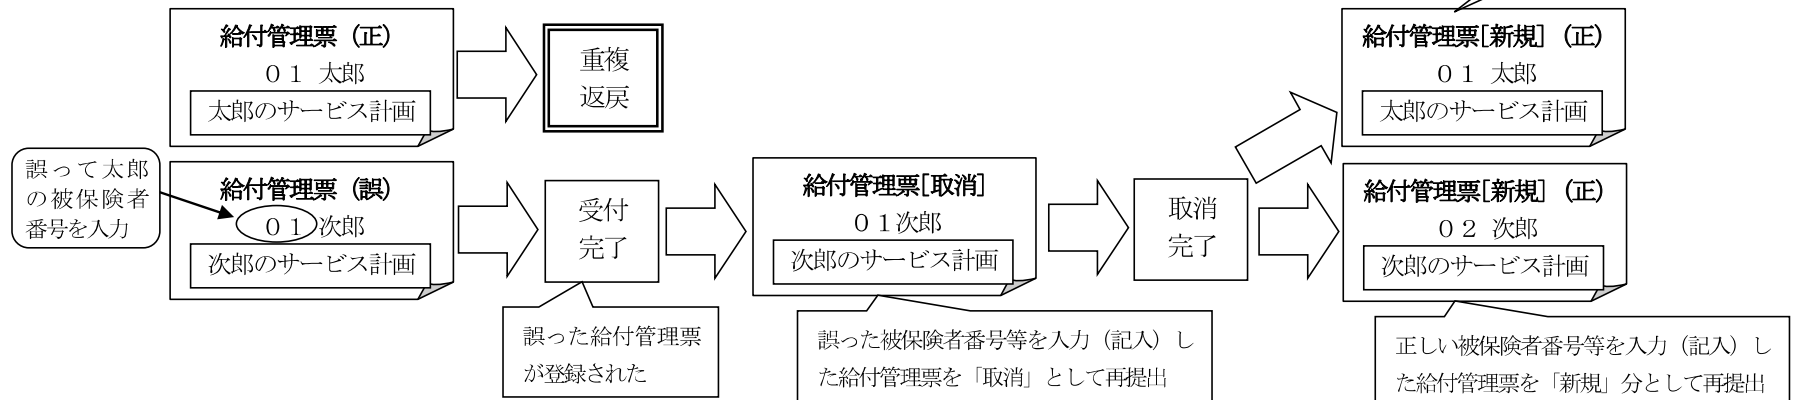 給付管理票（正）
０１ 太郎
太郎のサービス計画
重複
返戻
給付管理票[新規]（正）
０１ 太郎
太郎のサービス計画
誤って太郎
の被保険者
番号を入力
給付管理票（誤）
０１次郎
次郎のサービス計画
受付
完了
誤った給付管理票
が登録された
給付管理票[取消]
０１次郎
次郎のサービス計画
誤った被保険者番号等を入力（記入）し
た給付管理票を「取消」として再提出
取消
完了
給付管理票[新規]（正）
０２ 次郎
次郎のサービス計画
正しい被保険者番号等を入力（記入）し
た給付管理票を「新規」分として再提出